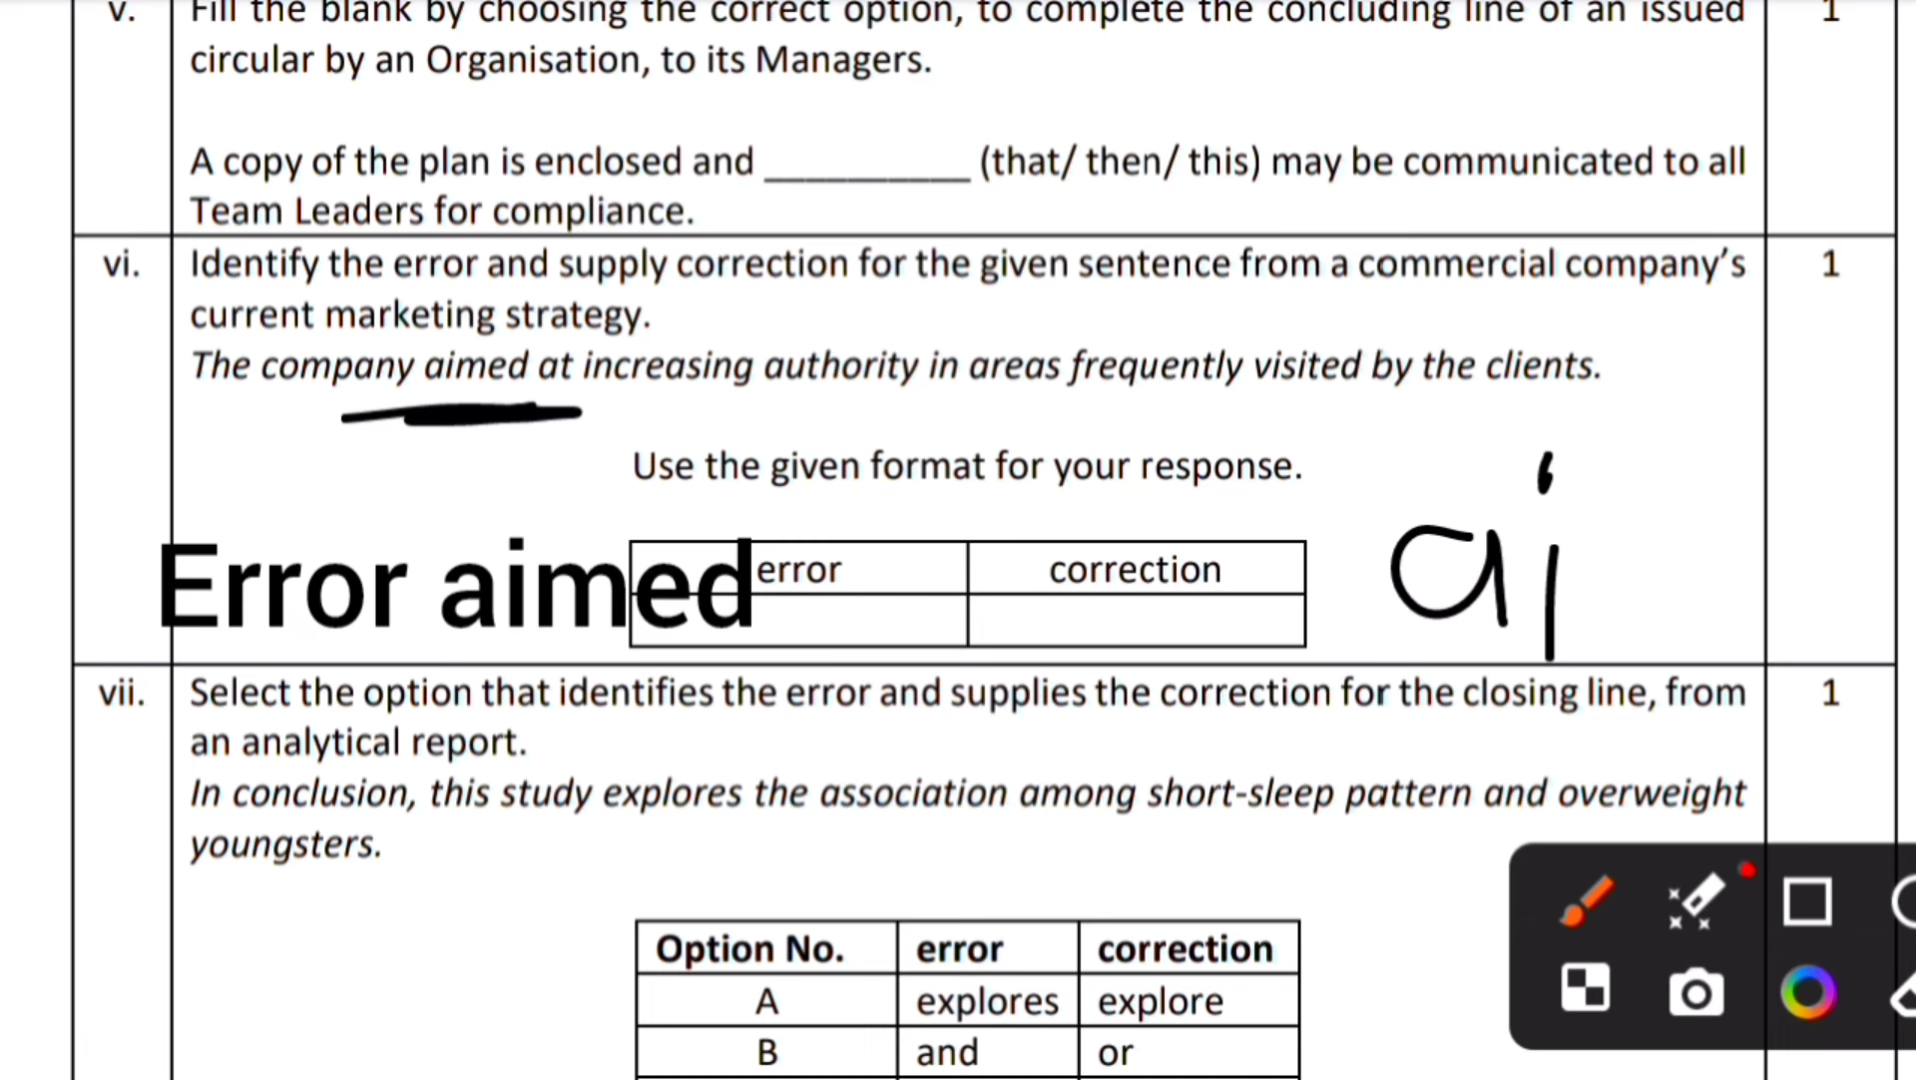 v. Fill the blank by choosing the correct option, to complete the concluding line of an issued 1
circular by an Organisation, to its Managers.
A copy of the plan is enclosed and __________ (that/ then/ this) may be communicated to all
Team Leaders for compliance.
vi. Identify the error and supply correction for the given sentence from a commercial company's 1
current marketing strategy.
The company aimed at increasing authority in areas frequently visited by the clients.
Use the given format for your response.
Error aimed error correction ai
vii. Select the option that identifies the error and supplies the correction for the closing line, from 1
an analytical report.
In conclusion, this study explores the association among short-sleep pattern and overweight
youngsters.
Option No. error correction
A explores explore
B and or